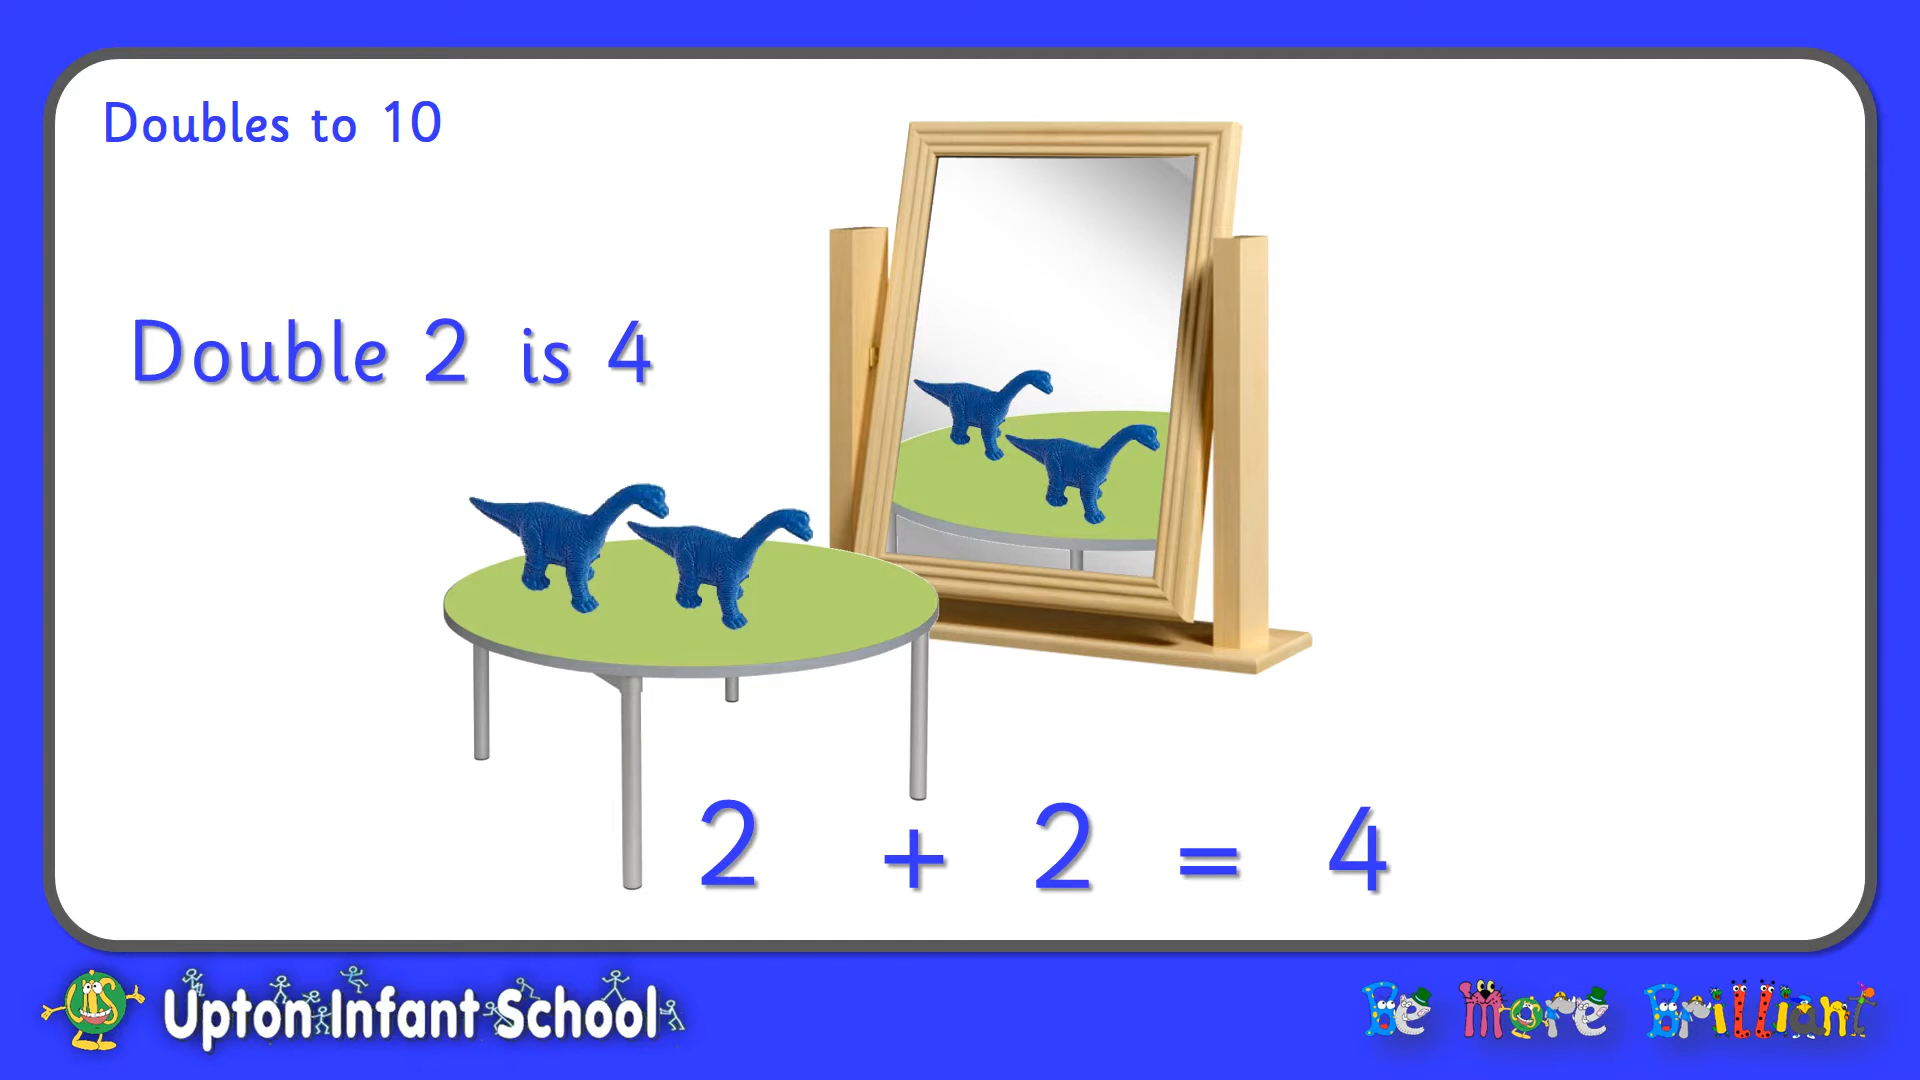 Doubles to 10
Double 2 is 4
2 + 2 = 4
Upton Infant School
Be More Brilliant